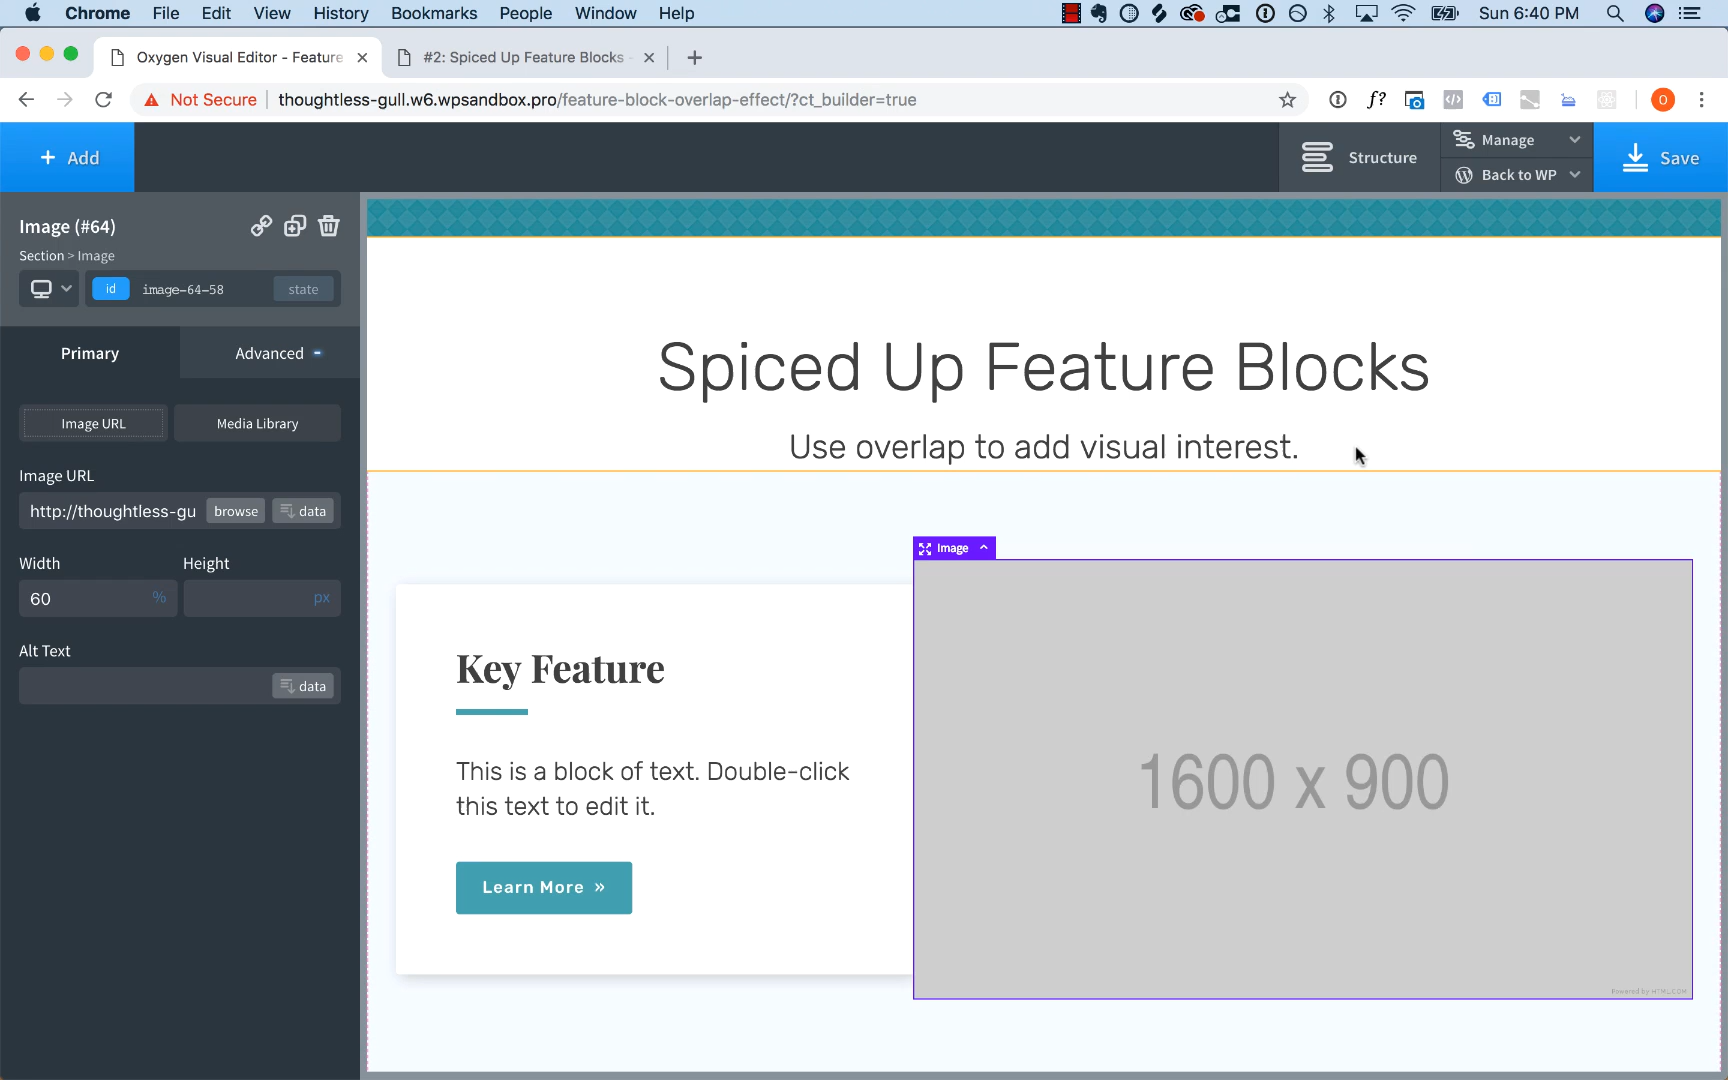 Chrome File Edit View History Bookmarks People Window Help Sun 6:40 PM
Oxygen Visual Editor - Feature #2: Spiced Up Feature Blocks -
Not Secure thoughtless-gull.w6.wpsandbox.pro/feature-block-overlap-effect/?ct_builder=true
+ Add
Structure
Manage
Back to WP
Save
Image (#64)
Section > Image
id image-64-58 state
Primary Advanced
Image URL Media Library
Image URL
http://thoughtless-gu browse data
Width Height
60 % px
Alt Text
data
Spiced Up Feature Blocks
Use overlap to add visual interest.
Image
Key Feature
This is a block of text. Double-click
this text to edit it.
Learn More »
1600 x 900
Powered by HTML.COM